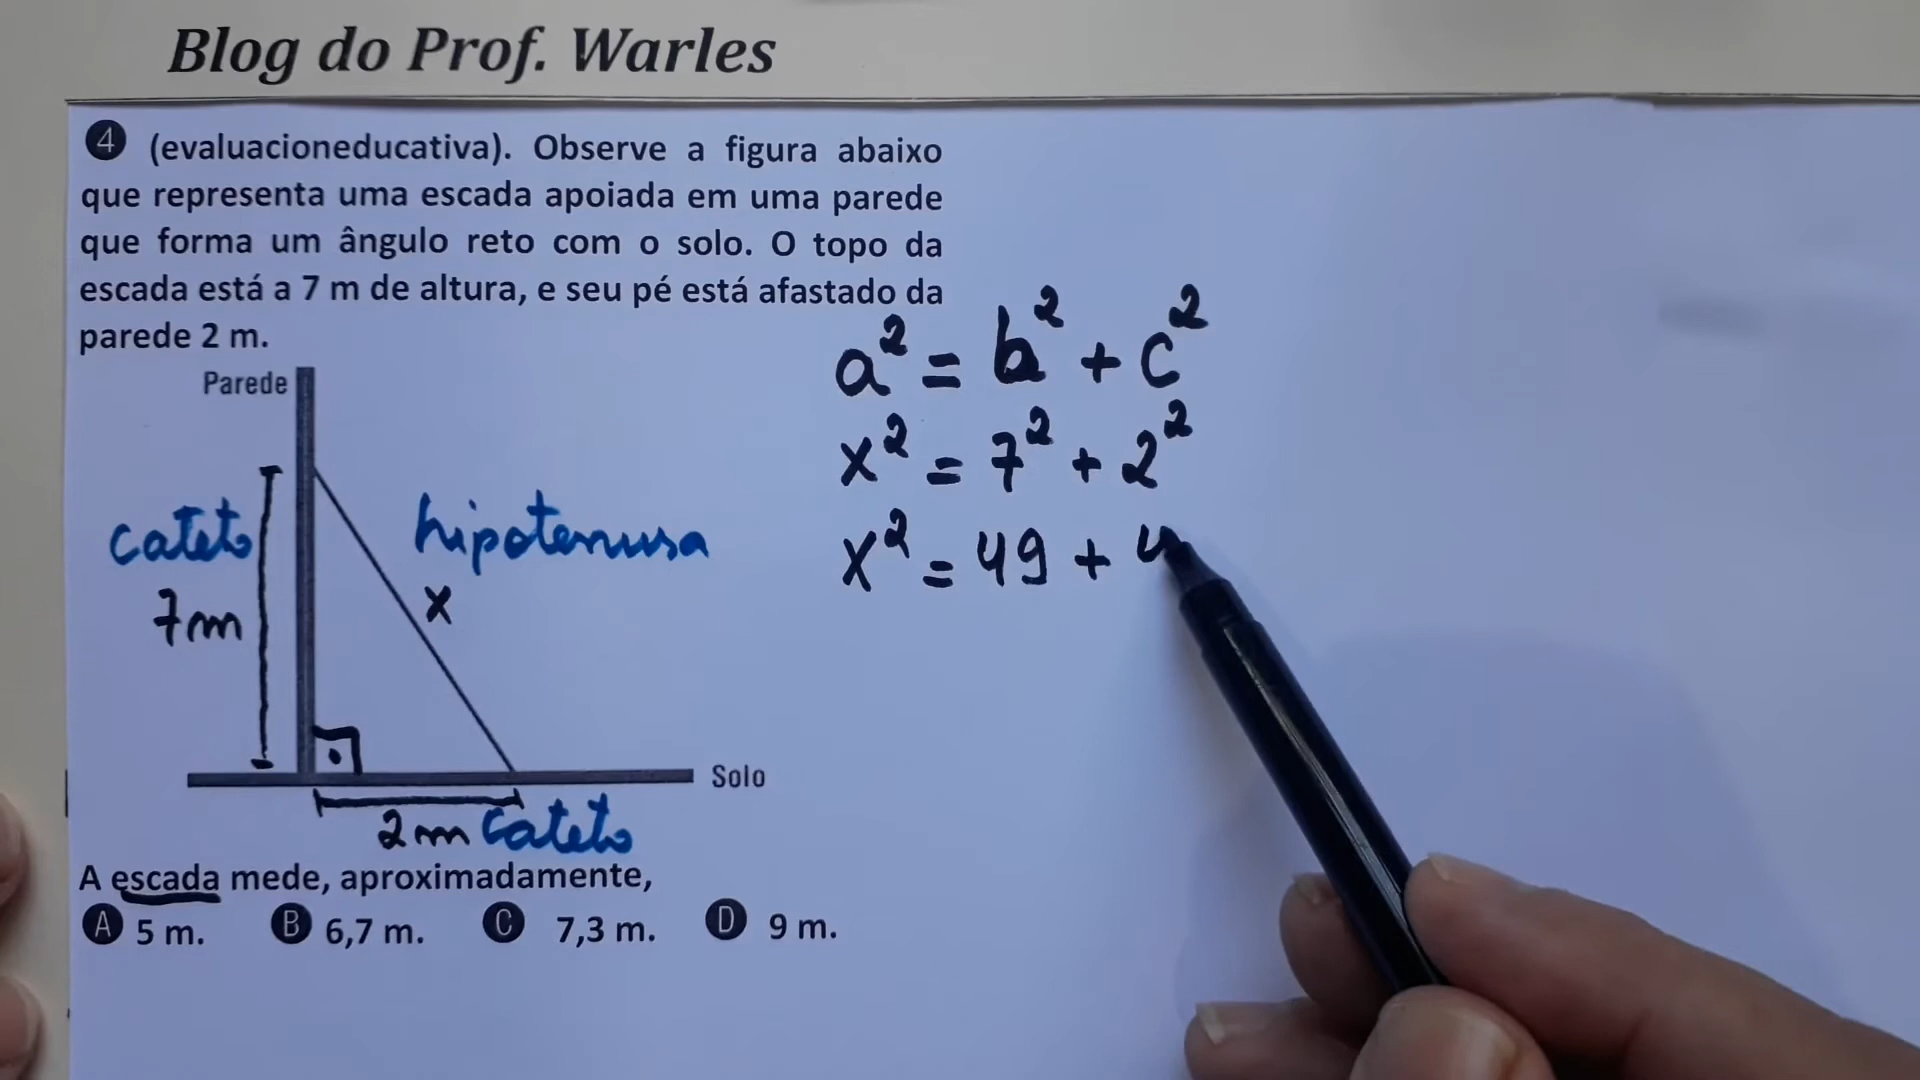 Blog do Prof. Warles
4 (evaluacioneducativa). Observe a figura abaixo
que representa uma escada apoiada em uma parede
que forma um ângulo reto com o solo. O topo da
escada está a 7 m de altura, e seu pé está afastado da
parede 2 m.
Parede
cateto
7m
hipotenusa
x
Solo
2m cateto
a² = b² + c²
x² = 7² + 2²
x² = 49 + 4
A escada mede, aproximadamente,
A 5 m. B 6,7 m. C 7,3 m. D 9 m.